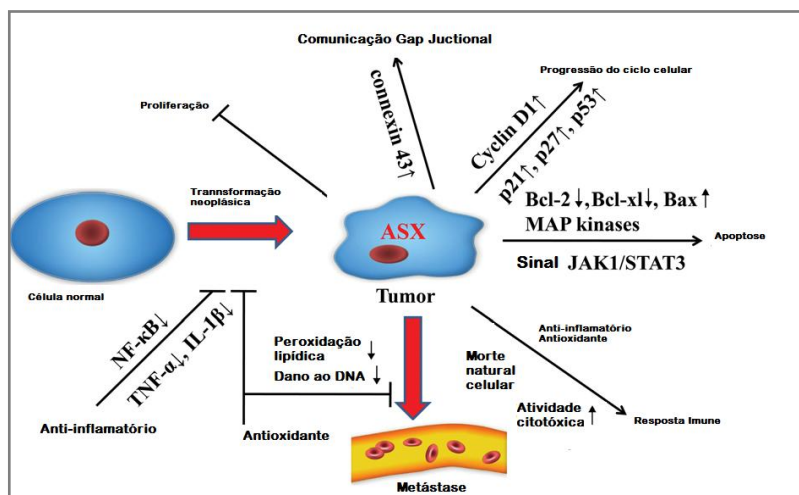 Comunicação Gap Juctional
Progressão do ciclo celular
Proliferação
connexin 43↑
Cyclin D1↑
p21↑, p27↑, p53↑
Trannsformação
neoplásica
ASX
Bcl-2↓,Bcl-xl↓, Bax↑
MAP kinases
Apoptose
Sinal JAK1/STAT3
Célula normal
Tumor
NF-κB↓
TNF-α↓, IL-1β↓
Peroxidação
lipídica ↓
Dano ao DNA ↓
Morte
natural
celular
Anti-inflamatório
Antioxidante
Atividade
citotóxica ↑
Resposta Imune
Anti-inflamatório
Antioxidante
Metástase